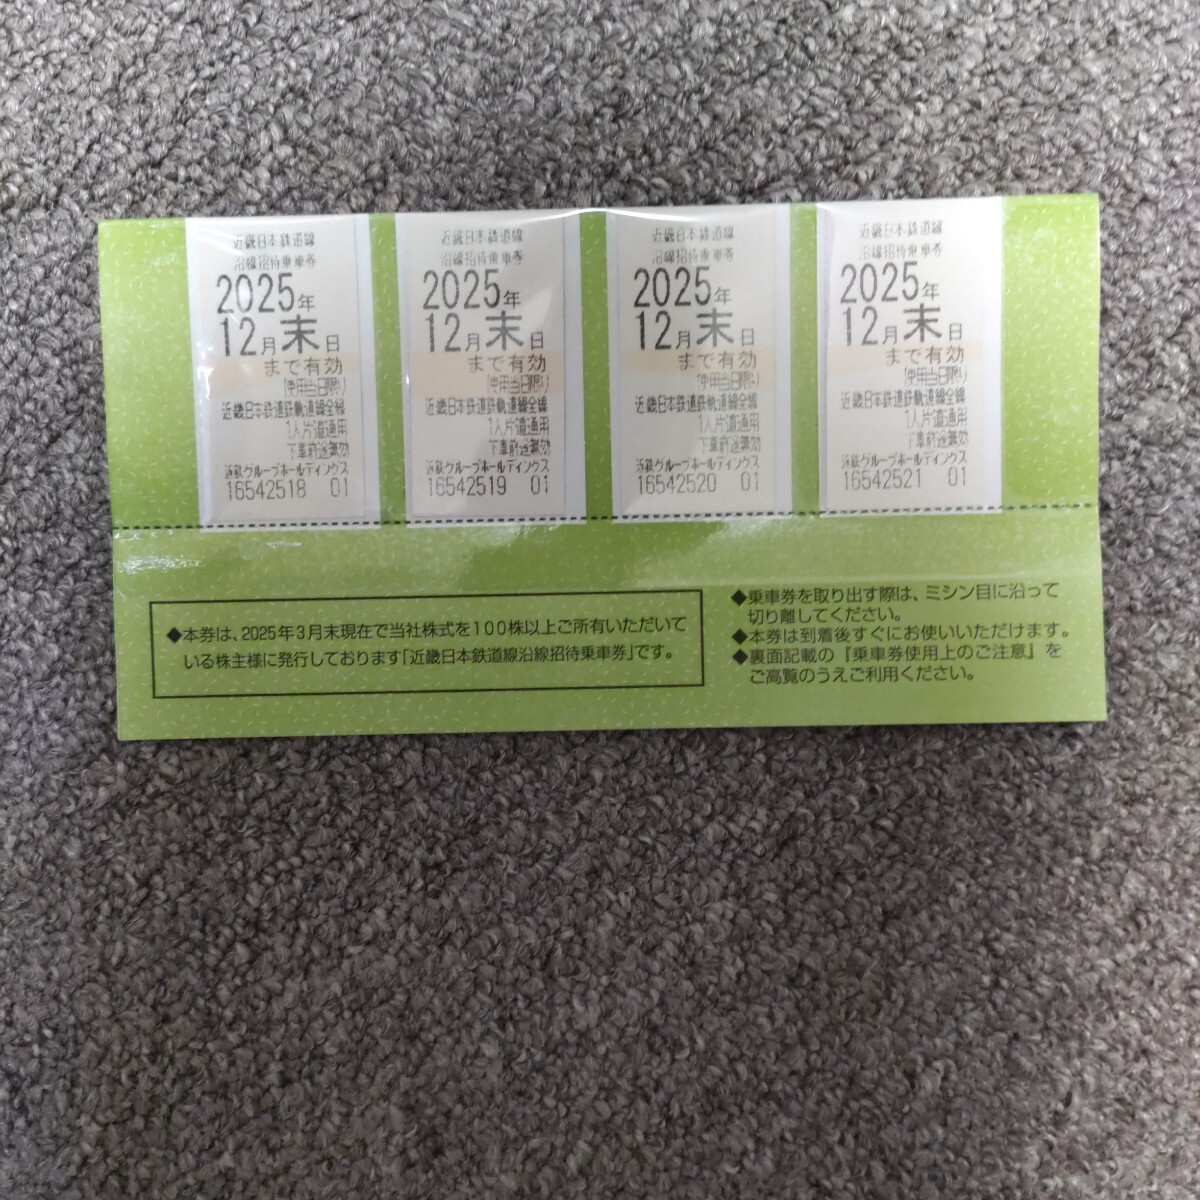 近畿日本鉄道線
沿線招待乗車券
2025年
12月末日
まで有効
(使用当日限り)
近畿日本鉄道鉄軌道線全線
1人片道通用
下車前途無効
近鉄グループホールディングス
16542518 01
近畿日本鉄道線
沿線招待乗車券
2025年
12月末日
まで有効
(使用当日限り)
近畿日本鉄道鉄軌道線全線
1人片道通用
下車前途無効
近鉄グループホールディングス
16542519 01
近畿日本鉄道線
沿線招待乗車券
2025年
12月末日
まで有効
(使用当日限り)
近畿日本鉄道鉄軌道線全線
1人片道通用
下車前途無効
近鉄グループホールディングス
16542520 01
近畿日本鉄道線
沿線招待乗車券
2025年
12月末日
まで有効
(使用当日限り)
近畿日本鉄道鉄軌道線全線
1人片道通用
下車前途無効
近鉄グループホールディングス
16542521 01
◆本券は、2025年3月末現在で当社株式を100株以上ご所有いただいて
いる株主様に発行しております「近畿日本鉄道線沿線招待乗車券」です。
◆乗車券を取り出す際は、ミシン目に沿って
切り離してください。
◆本券は到着後すぐにお使いいただけます。
◆裏面記載の『乗車券使用上のご注意』を
ご高覧のうえご利用ください。